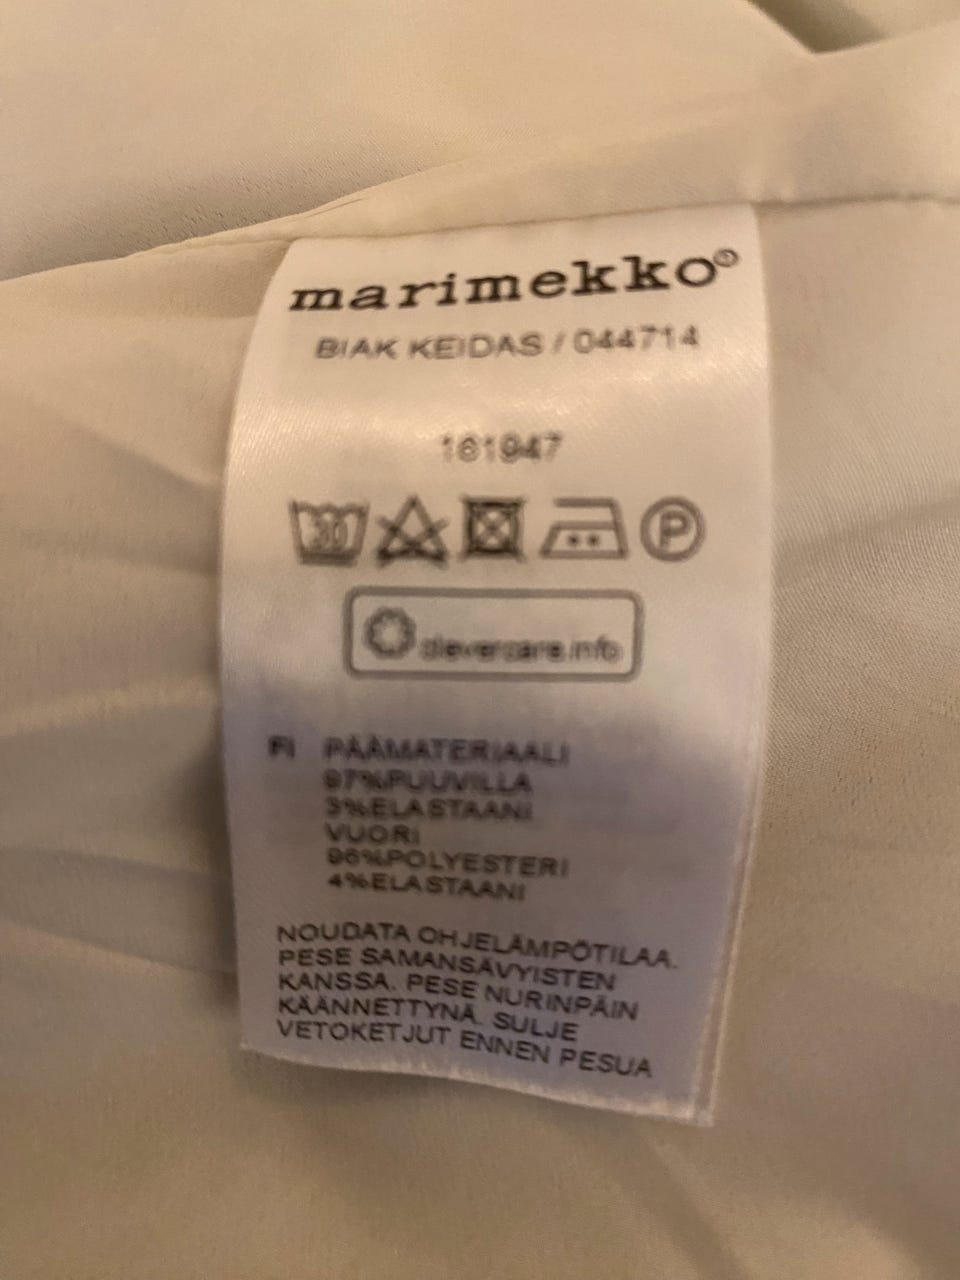 marimekko®
BIAK KEIDAS / 044714
161947
30 P
clevercare.info
FI PÄÄMATERIAALI
97%PUUVILLA
3%ELASTAANI
VUORI
96%POLYESTERI
4%ELASTAANI
NOUDATA OHJELÄMPÖTILAA.
PESE SAMANSÄVYISTEN
KANSSA. PESE NURINPÄIN
KÄÄNNETTYNÄ. SULJE
VETOKETJUT ENNEN PESUA